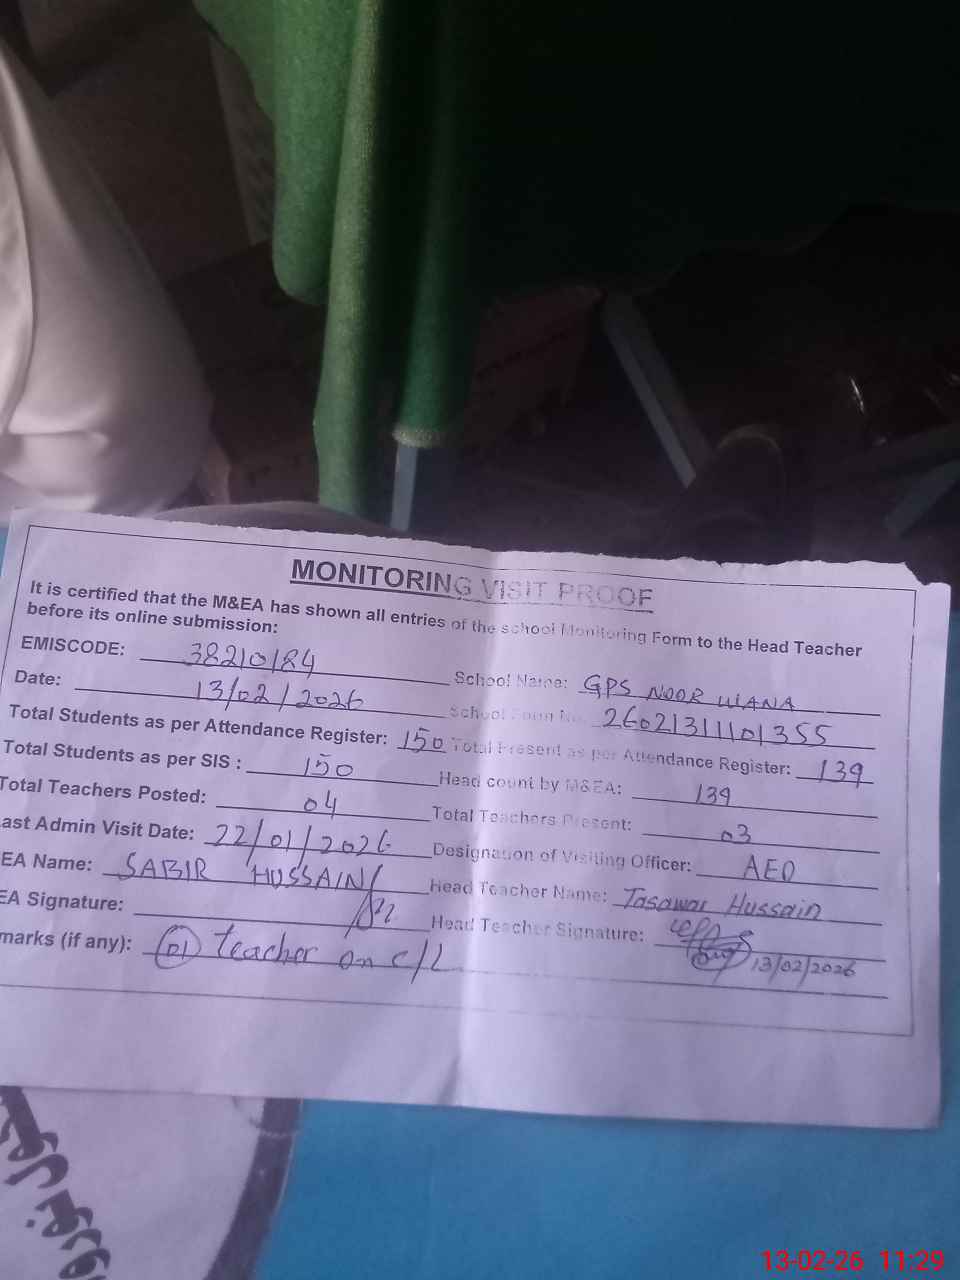 MONITORING VISIT PROOF
It is certified that the M&EA has shown all entries of the school Monitoring Form to the Head Teacher
before its online submission:
EMISCODE: 38210184 School Name: GPS NOOR WANA
Date: 13/02/2026 School Form No. 26021311101355
Total Students as per Attendance Register: 150 Total Present as per Attendance Register: 139
Total Students as per SIS : 150 Head count by M&EA: 139
Total Teachers Posted: 04 Total Teachers Present: 03
ast Admin Visit Date: 22/01/2026 Designation of Visiting Officer: AEO
EA Name: SABIR HUSSAIN Head Teacher Name: Tasawar Hussain
EA Signature: Head Teacher Signature:
marks (if any): 01 teacher on c/L 13/02/2026
13-02-26 11:29